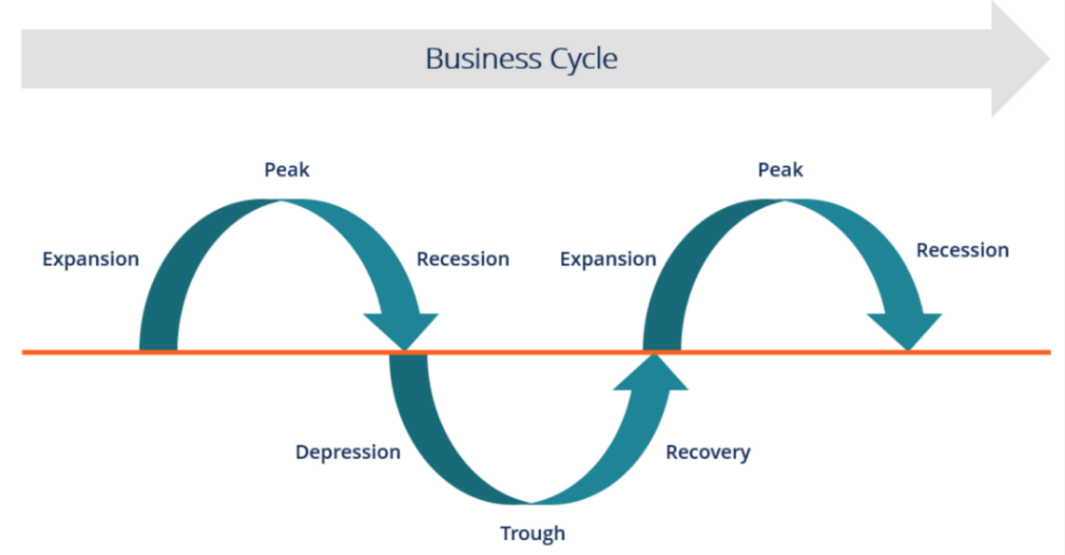 Business Cycle
Peak
Peak
Expansion
Recession
Expansion
Recession
Depression
Recovery
Trough